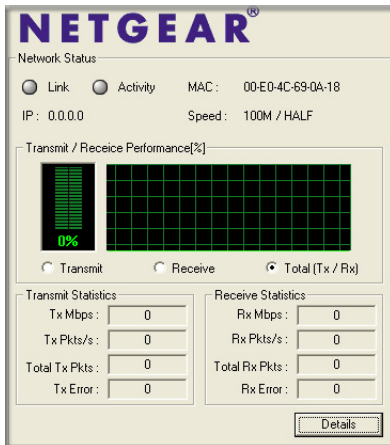 NETGEAR®
Network Status
Link Activity MAC : 00-E0-4C-69-0A-18
IP : 0.0.0.0 Speed : 100M / HALF
Transmit / Receice Performance[%]
0%
Transmit Receive Total (Tx / Rx)
Transmit Statistics Receive Statistics
Tx Mbps : 0 Rx Mbps : 0
Tx Pkts/s : 0 Rx Pkts/s : 0
Total Tx Pkts : 0 Total Rx Pkts : 0
Tx Error : 0 Rx Error : 0
Details